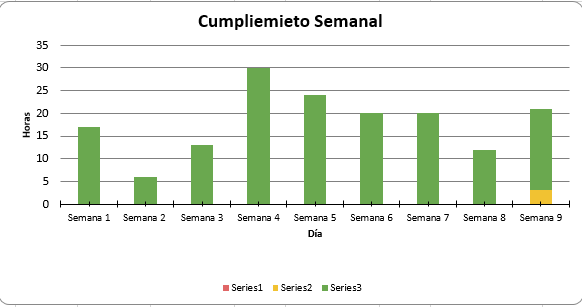 Cumpliemieto Semanal
35
30
25
20
15
10
5
0
Horas
Semana 1 Semana 2 Semana 3 Semana 4 Semana 5 Semana 6 Semana 7 Semana 8 Semana 9
Día
Series1 Series2 Series3